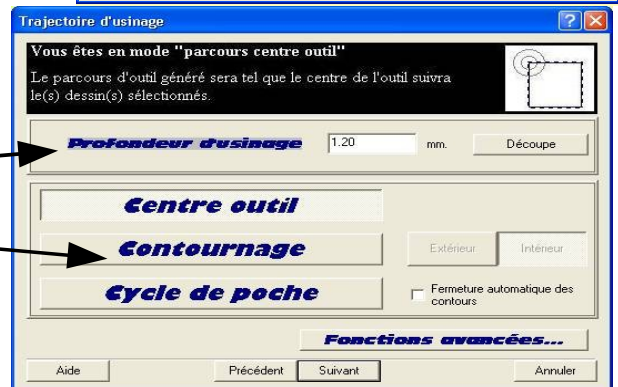 Trajectoire d'usinage
Vous êtes en mode "parcours centre outil"
Le parcours d'outil généré sera tel que le centre de l'outil suivra
le(s) dessin(s) sélectionnés.
Profondeur d'usinage 1.20 mm. Découpe
Centre outil
Contournage Extérieur Intérieur
Cycle de poche Fermeture automatique des
contours
Fonctions avancées...
Aide Précédent Suivant Annuler